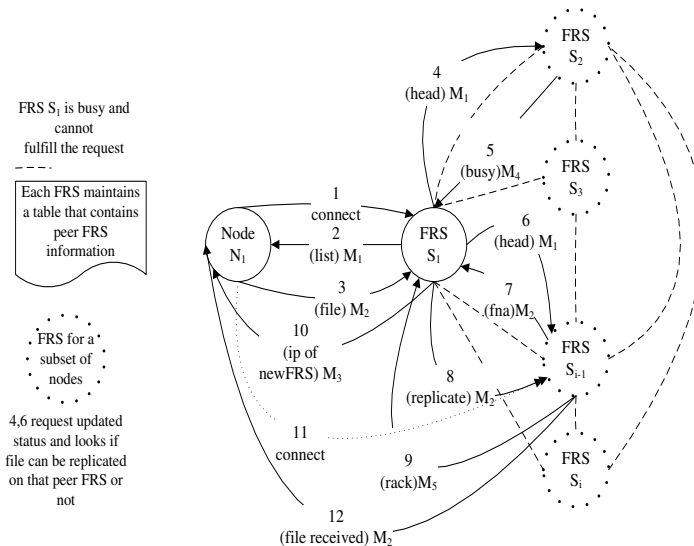 FRS S1 is busy and
cannot
fulfill the request
Each FRS maintains
a table that contains
peer FRS
information
FRS for a
subset of
nodes
4,6 request updated
status and looks if
file can be replicated
on that peer FRS or
not
Node
N1
FRS
S1
FRS
S2
FRS
S3
FRS
Si-1
FRS
Si
1
connect
2
(list) M1
3
(file) M2
4
(head) M1
5
(busy)M4
6
(head) M1
7
(fna)M2
8
(replicate) M2
9
(rack)M5
10
(ip of
newFRS) M3
11
connect
12
(file received) M2